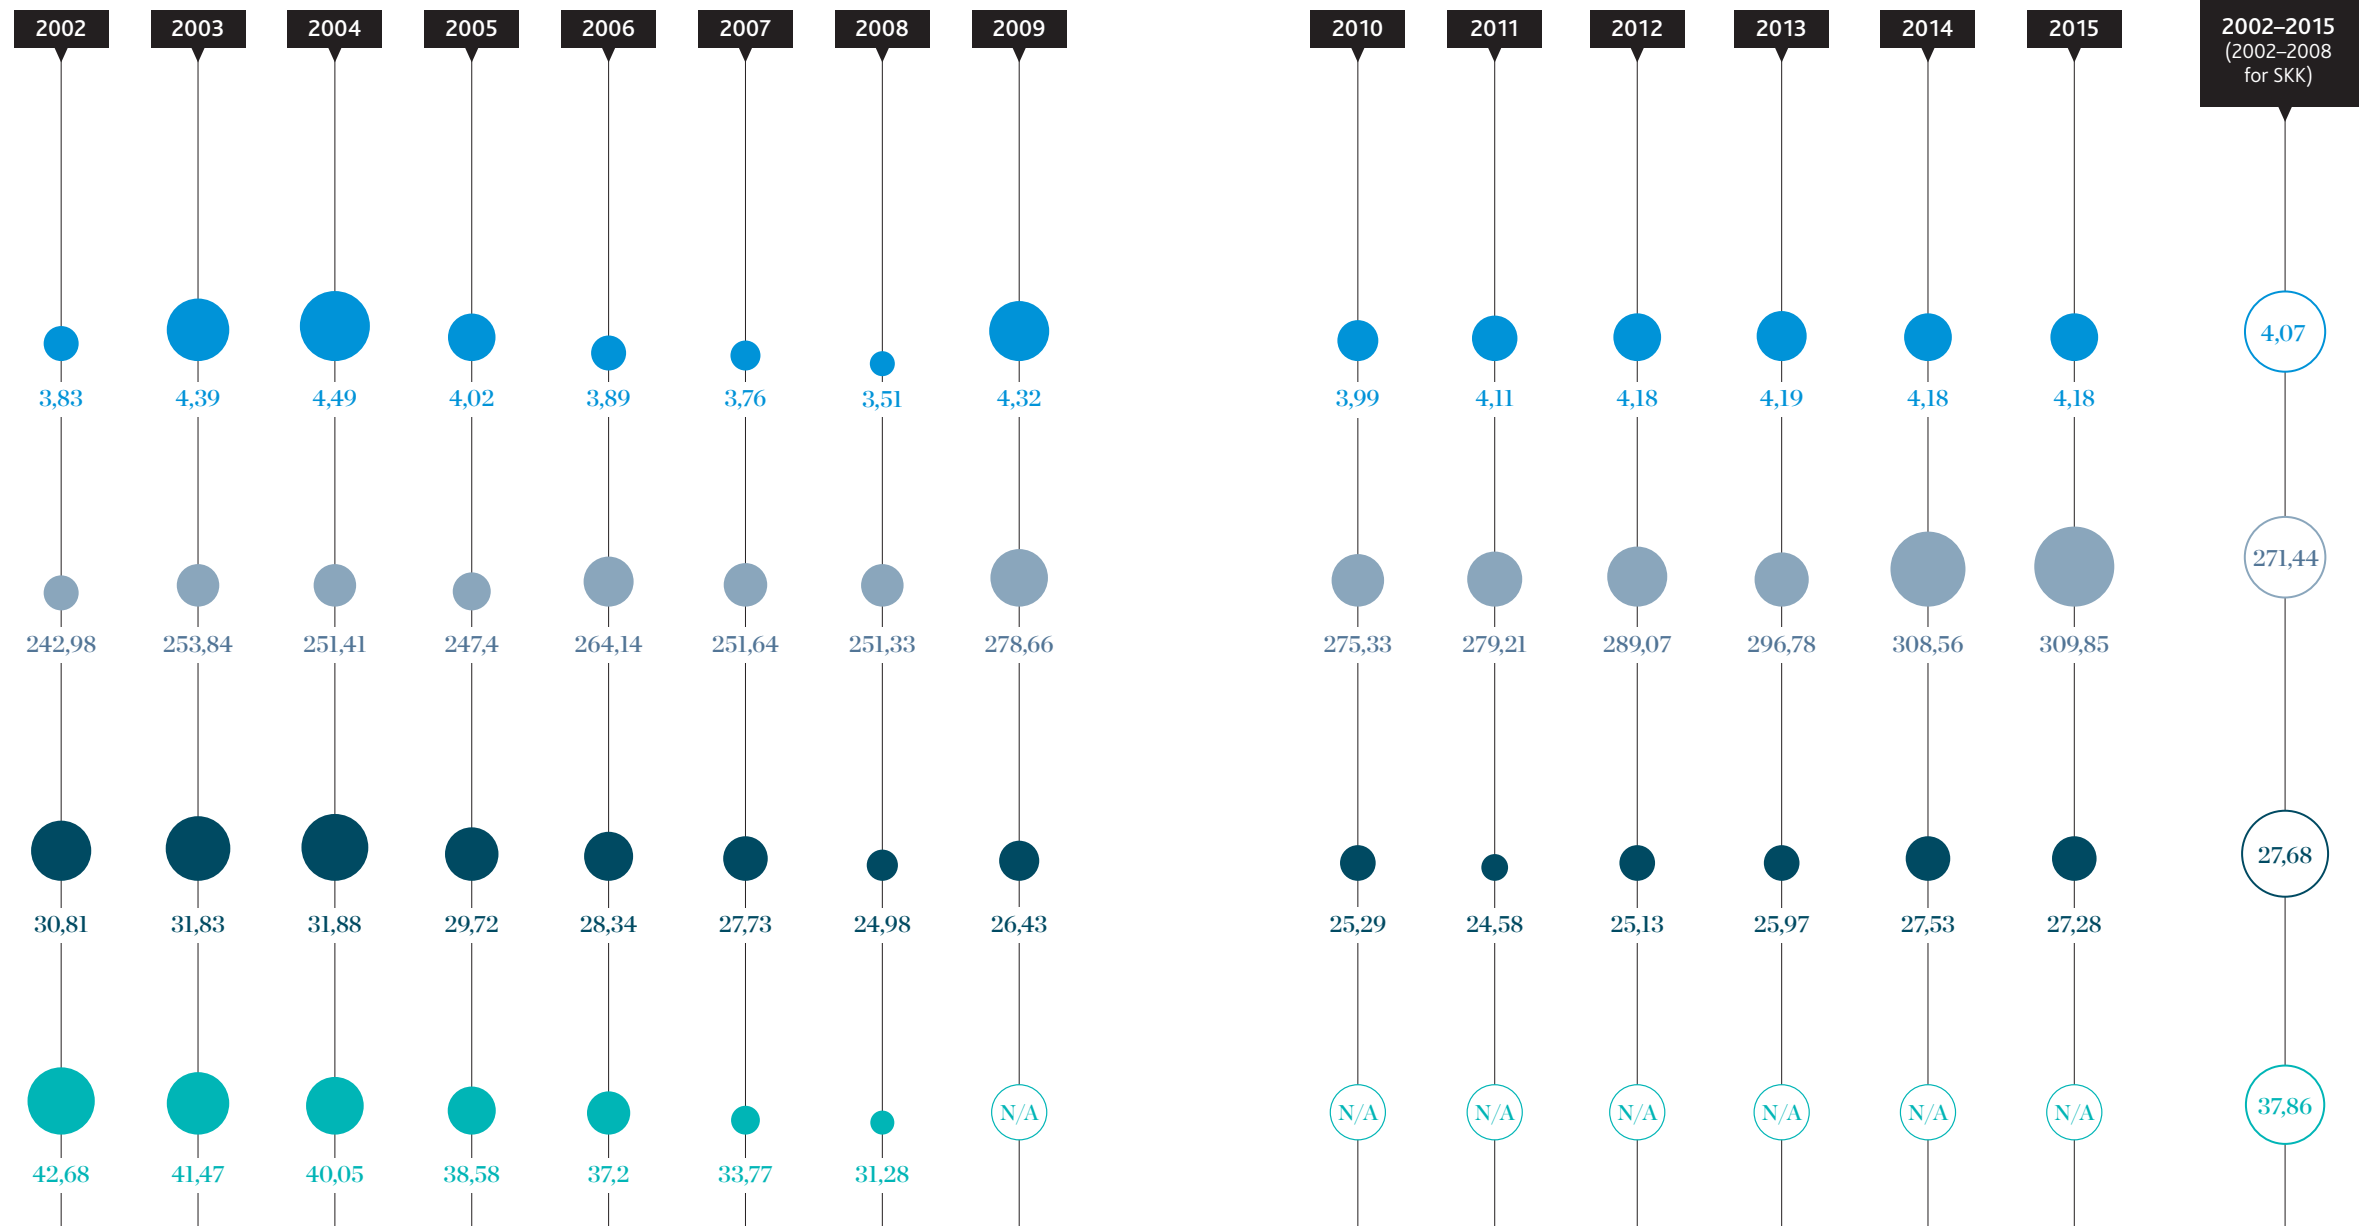 2002 2003 2004 2005 2006 2007 2008 2009 2010 2011 2012 2013 2014 2015 2002–2015
(2002–2008
for SKK)
3,83 4,39 4,49 4,02 3,89 3,76 3,51 4,32 3,99 4,11 4,18 4,19 4,18 4,18 4,07
242,98 253,84 251,41 247,4 264,14 251,64 251,33 278,66 275,33 279,21 289,07 296,78 308,56 309,85 271,44
30,81 31,83 31,88 29,72 28,34 27,73 24,98 26,43 25,29 24,58 25,13 25,97 27,53 27,28 27,68
42,68 41,47 40,05 38,58 37,2 33,77 31,28 N/A N/A N/A N/A N/A N/A N/A 37,86